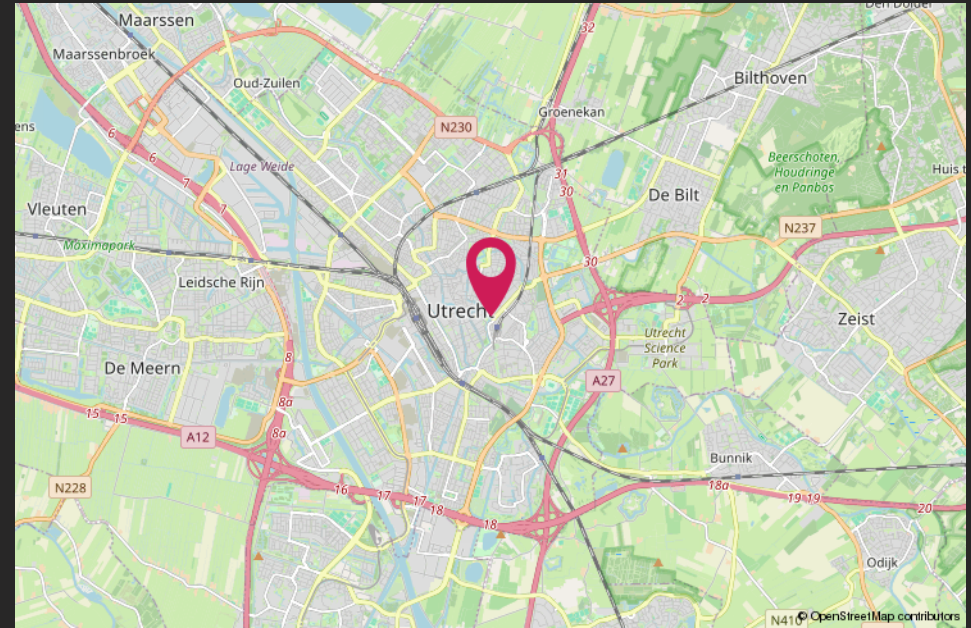 Den Dolder
Maarssen
32
Maarssenbroek
Bilthoven
Oud-Zuilen
Groenekan
ens
N230
6
6
Lage Weide
Beerschoten,
Houdringe
en Panbos
Huis t
31
30
7
7
De Bilt
Vleuten
N237
Maximapark
30
Leidsche Rijn
2
2
Utrecht
Zeist
Utrecht
Science
Park
8
De Meern
A27
8a
15
15
A12
8a
Bunnik
N228
16
17
17
18
18
18a
19
19
20
Odijk
N410
© OpenStreetMap contributors